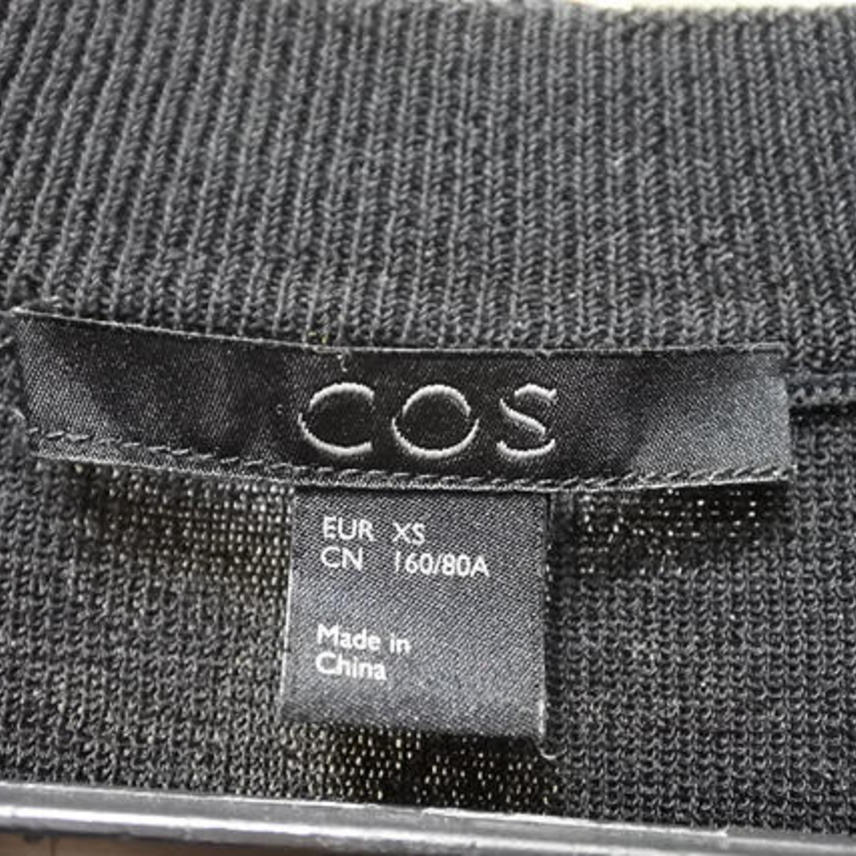 COS
EUR XS
CN 160/80A
Made in
China